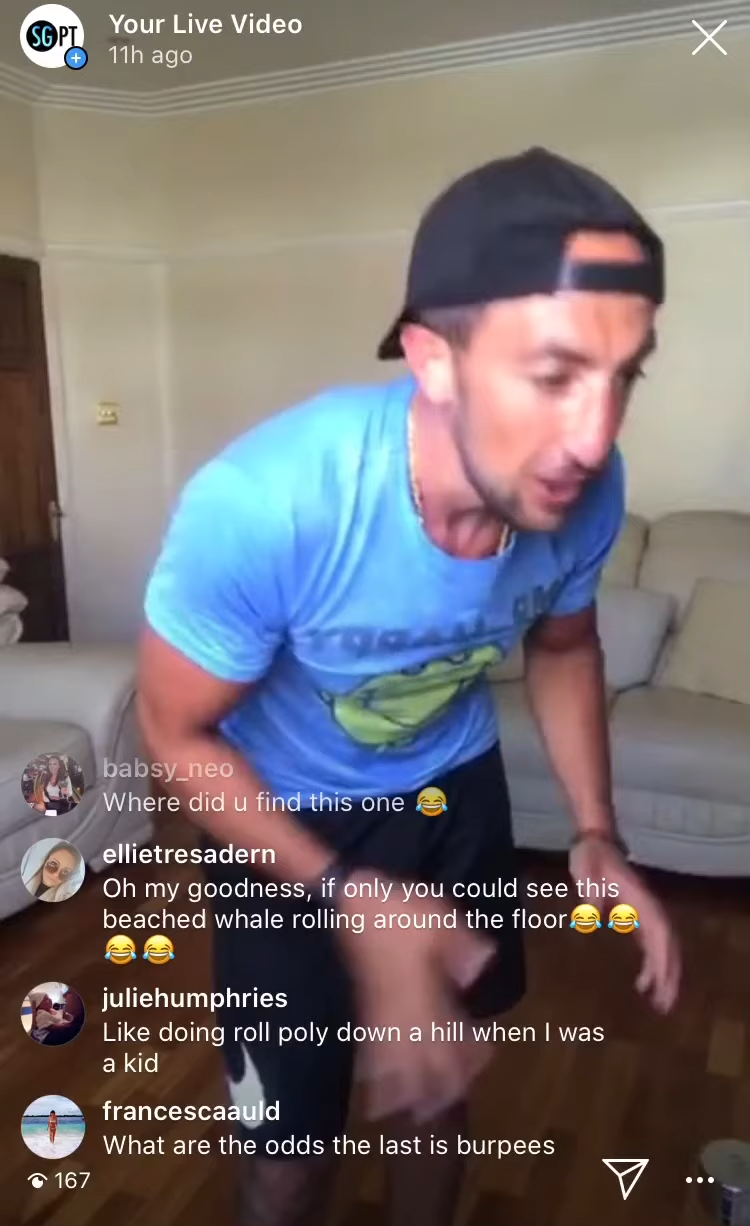 SGPT
Your Live Video
11h ago
babsy_neo
Where did u find this one 😂
ellietresadern
Oh my goodness, if only you could see this
beached whale rolling around the floor😂😂
😂😂
juliehumphries
Like doing roll poly down a hill when I was
a kid
francescaauld
What are the odds the last is burpees
167